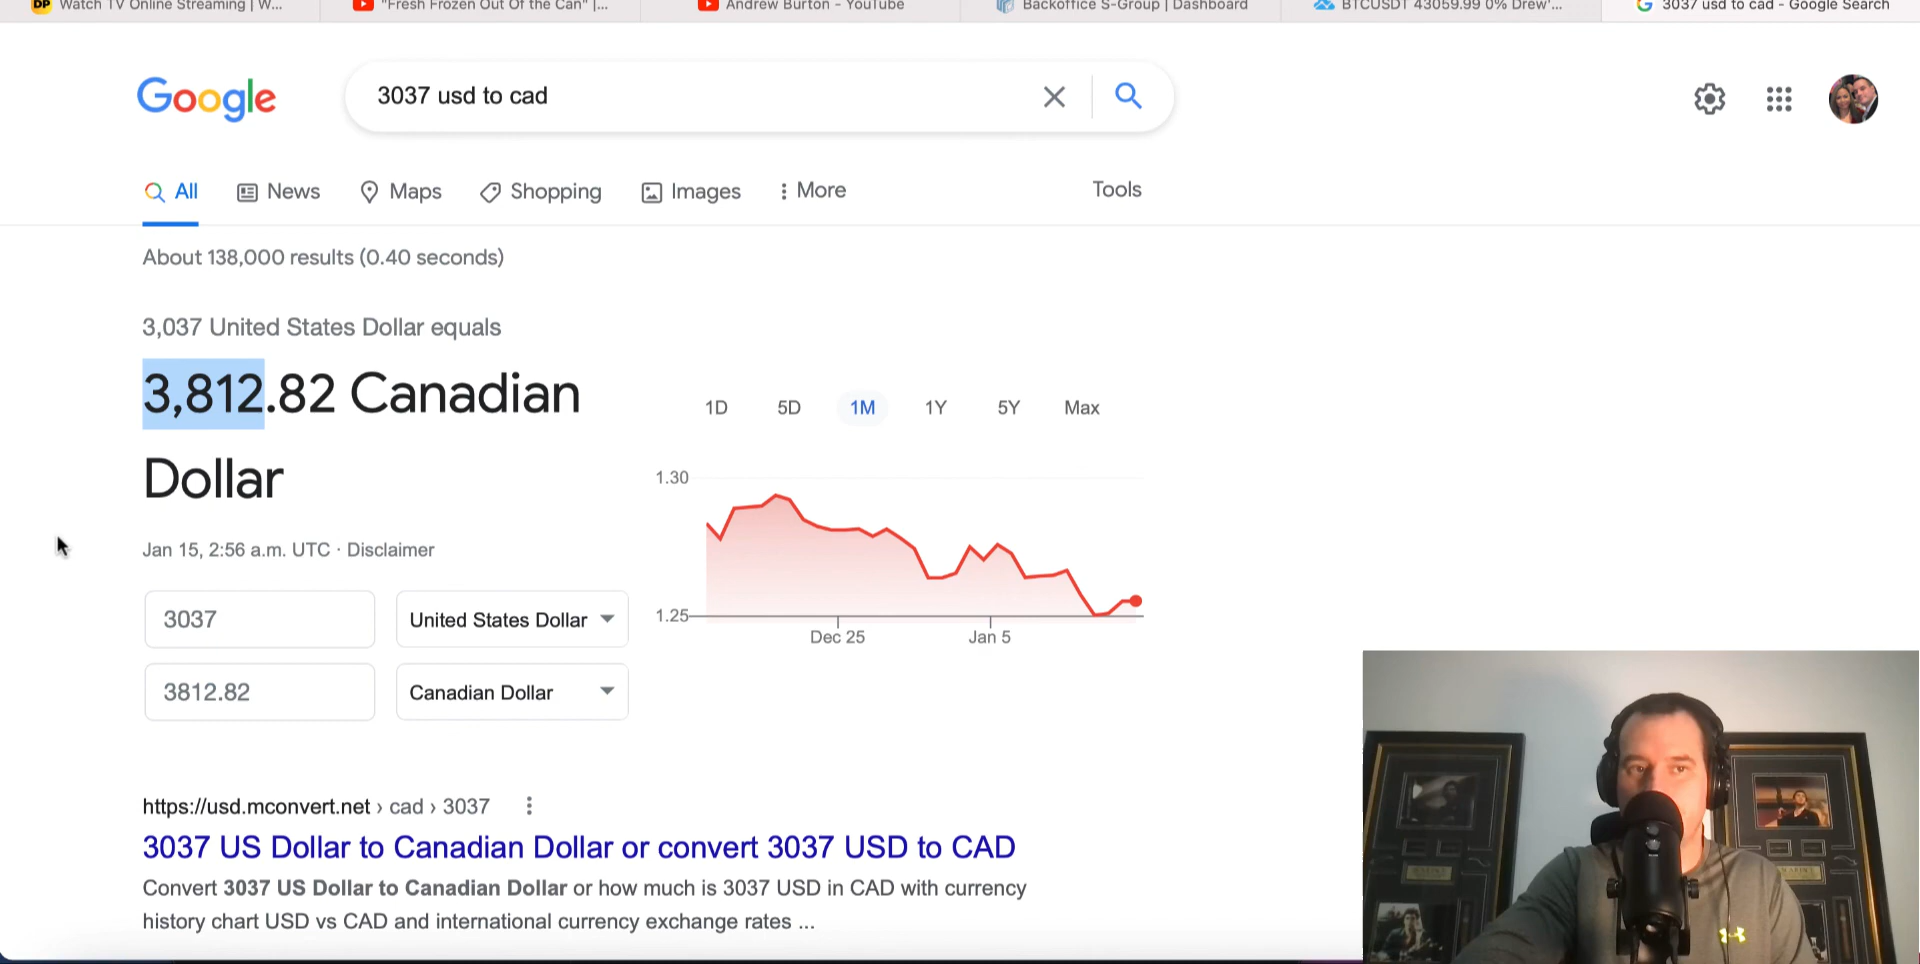 DP Watch TV Online Streaming | W...
"Fresh Frozen Out Of the Can" |...
Andrew Burton - YouTube
Backoffice S-Group | Dashboard
BTCUSDT 43059.99 0% Drew'...
3037 usd to cad - Google Search
Google
3037 usd to cad
All
News
Maps
Shopping
Images
More
Tools
About 138,000 results (0.40 seconds)
3,037 United States Dollar equals
3,812.82 Canadian
Dollar
1D 5D 1M 1Y 5Y Max
1.30
1.25
Dec 25
Jan 5
Jan 15, 2:56 a.m. UTC · Disclaimer
3037
United States Dollar
3812.82
Canadian Dollar
https://usd.mconvert.net › cad › 3037
3037 US Dollar to Canadian Dollar or convert 3037 USD to CAD
Convert 3037 US Dollar to Canadian Dollar or how much is 3037 USD in CAD with currency
history chart USD vs CAD and international currency exchange rates ...